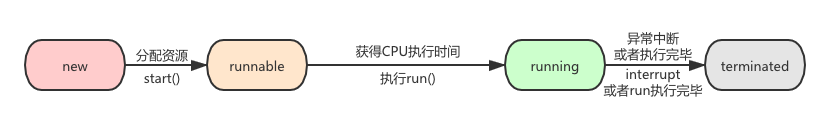 new
分配资源
start()
runnable
获得CPU执行时间
执行run()
running
异常中断
或者执行完毕
interrupt
或者run执行完毕
terminated